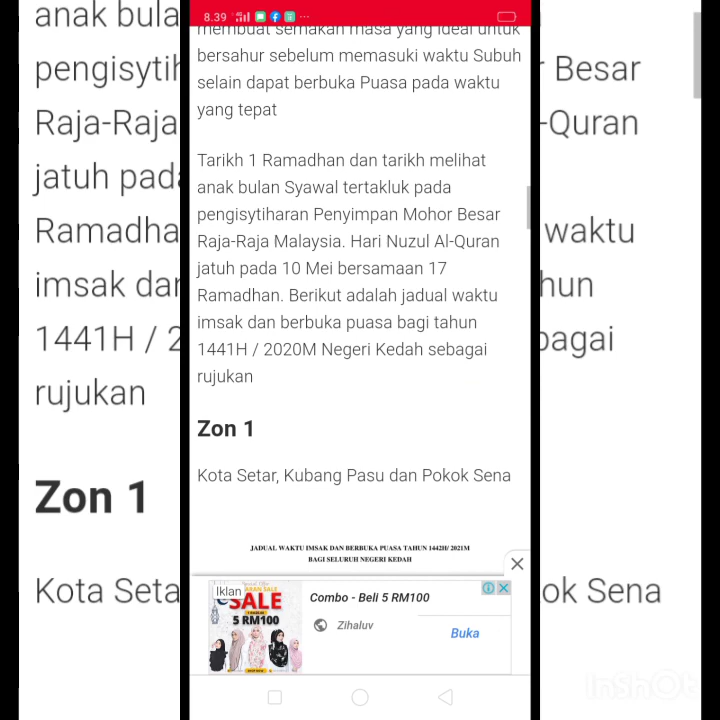 8.39
membuat semakan masa yang ideal untuk
bersahur sebelum memasuki waktu Subuh
selain dapat berbuka Puasa pada waktu
yang tepat
Tarikh 1 Ramadhan dan tarikh melihat
anak bulan Syawal tertakluk pada
pengisytiharan Penyimpan Mohor Besar
Raja-Raja Malaysia. Hari Nuzul Al-Quran
jatuh pada 10 Mei bersamaan 17
Ramadhan. Berikut adalah jadual waktu
imsak dan berbuka puasa bagi tahun
1441H / 2020M Negeri Kedah sebagai
rujukan
Zon 1
Kota Setar, Kubang Pasu dan Pokok Sena
JADUAL WAKTU IMSAK DAN BERBUKA PUASA TAHUN 1442H/ 2021M
BAGI SELURUH NEGERI KEDAH
Iklan
SALE
5 RM100
Combo - Beli 5 RM100
Zihaluv
Buka
anak bula
pengisytih
Raja-Raja
jatuh pada
Ramadha
imsak dan
1441H / 2
rujukan
Zon 1
Kota Seta
r Besar
-Quran
waktu
hun
bagai
ok Sena
InShOt